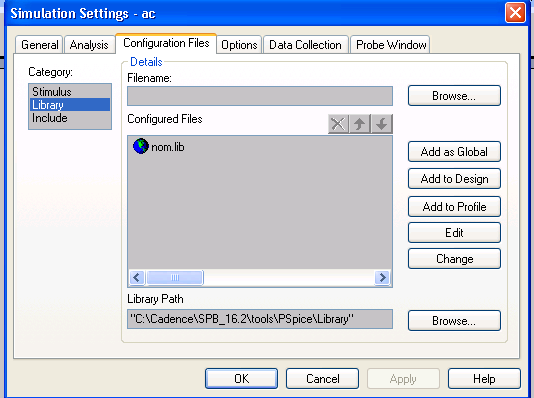 Simulation Settings - ac
General Analysis Configuration Files Options Data Collection Probe Window
Category:
Stimulus
Library
Include
Details
Filename:
Browse...
Configured Files
nom.lib
Add as Global
Add to Design
Add to Profile
Edit
Change
Library Path
"C:\Cadence\SPB_16.2\tools\PSpice\Library"
Browse...
OK Cancel Apply Help